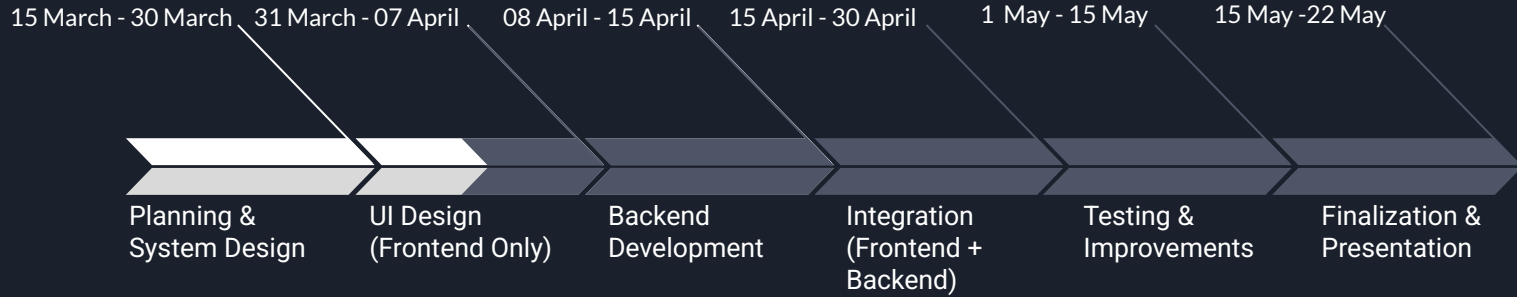 15 March - 30 March
31 March - 07 April
08 April - 15 April
15 April - 30 April
1 May - 15 May
15 May -22 May
Planning &
System Design
UI Design
(Frontend Only)
Backend
Development
Integration
(Frontend +
Backend)
Testing &
Improvements
Finalization &
Presentation